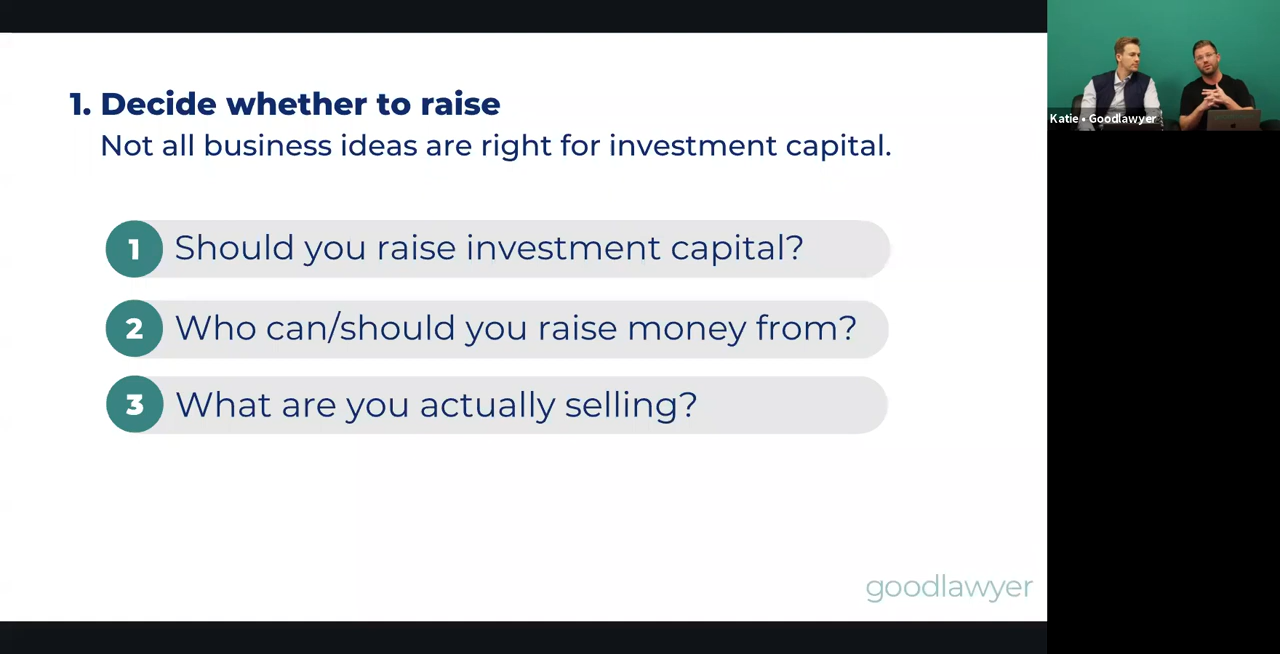 1. Decide whether to raise
Not all business ideas are right for investment capital.
1 Should you raise investment capital?
2 Who can/should you raise money from?
3 What are you actually selling?
goodlawyer
Katie • Goodlawyer